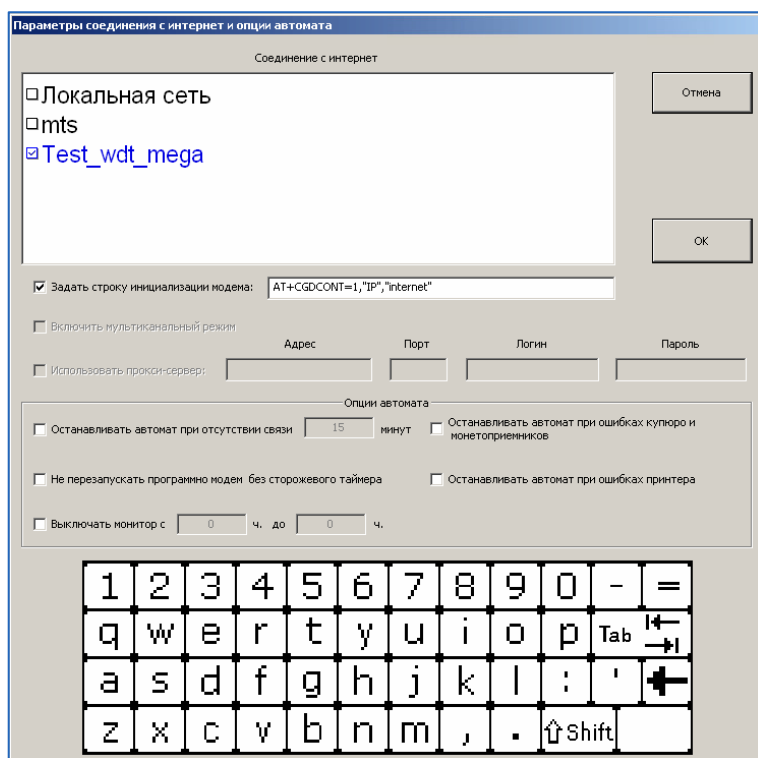 Параметры соединения с интернет и опции автомата
Соединение с интернет
Локальная сеть
mts
Test_wdt_mega
Отмена
ОК
Задать строку инициализации модема: AT+CGDCONT=1,"IP","internet"
Включить мультиканальный режим
Адрес Порт Логин Пароль
Использовать прокси-сервер:
Опции автомата
Останавливать автомат при отсутствии связи 15 минут
Останавливать автомат при ошибках купюро и
монетоприемников
Не перезапускать программно модем без сторожевого таймера
Останавливать автомат при ошибках принтера
Выключать монитор с 0 ч. до 0 ч.
1 2 3 4 5 6 7 8 9 0 - =
q w e r t y u i o p Tab
a s d f g h j k l : '
z x c v b n m , . Shift